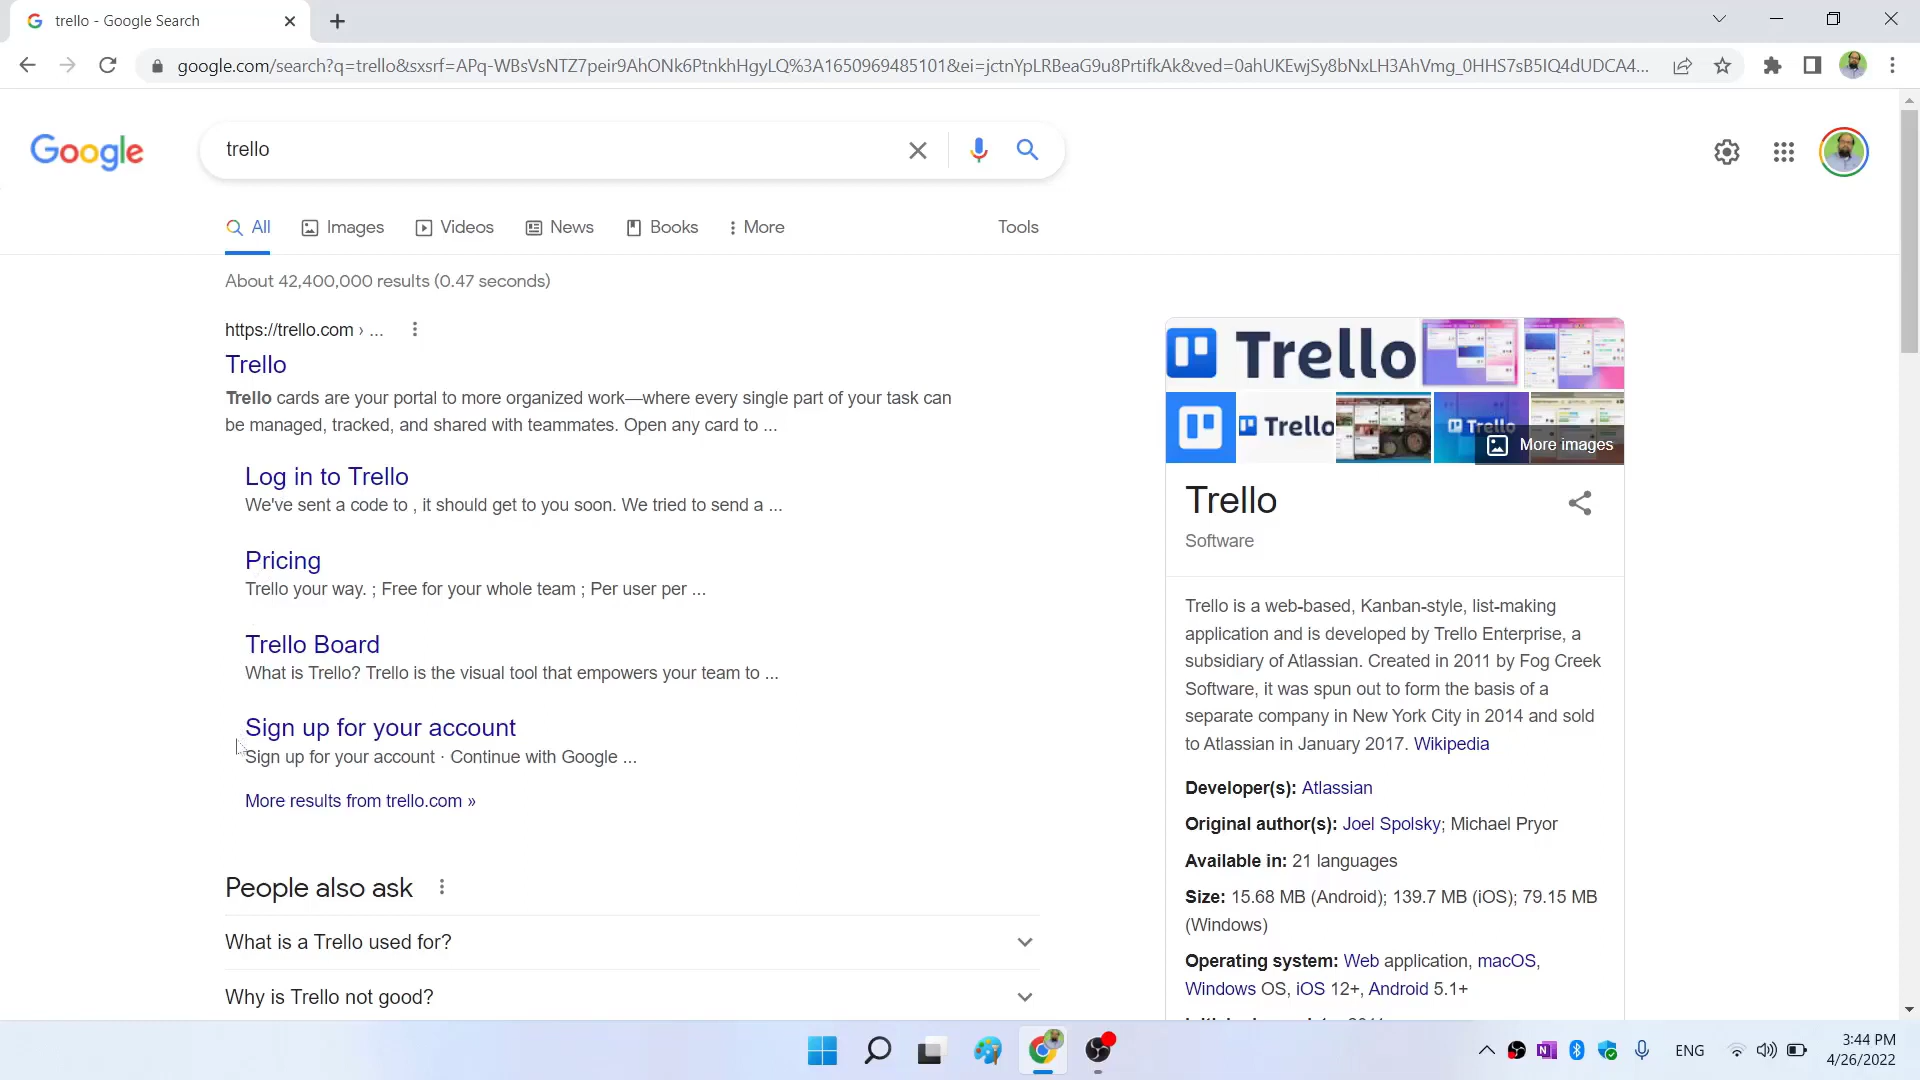 trello - Google Search
google.com/search?q=trello&sxsrf=APq-WBsVsNTZ7peir9AhONk6PtnkhHgyLQ%3A1650969485101&ei=jctnYpLRBeaG9u8PrtifkAk&ved=0ahUKEwjSy8bNxLH3AhVmg_0HHS7sB5IQ4dUDCA4...
Google
trello
All
Images
Videos
News
Books
More
Tools
About 42,400,000 results (0.47 seconds)
https://trello.com › ...
Trello
Trello cards are your portal to more organized work—where every single part of your task can
be managed, tracked, and shared with teammates. Open any card to ...
Log in to Trello
We've sent a code to , it should get to you soon. We tried to send a ...
Pricing
Trello your way. ; Free for your whole team ; Per user per ...
Trello Board
What is Trello? Trello is the visual tool that empowers your team to ...
Sign up for your account
Sign up for your account · Continue with Google ...
More results from trello.com »
People also ask
What is a Trello used for?
Why is Trello not good?
Trello
Trello
Trello
More images
Trello
Software
Trello is a web-based, Kanban-style, list-making
application and is developed by Trello Enterprise, a
subsidiary of Atlassian. Created in 2011 by Fog Creek
Software, it was spun out to form the basis of a
separate company in New York City in 2014 and sold
to Atlassian in January 2017. Wikipedia
Developer(s): Atlassian
Original author(s): Joel Spolsky; Michael Pryor
Available in: 21 languages
Size: 15.68 MB (Android); 139.7 MB (iOS); 79.15 MB
(Windows)
Operating system: Web application, macOS,
Windows OS, iOS 12+, Android 5.1+
ENG
3:44 PM
4/26/2022